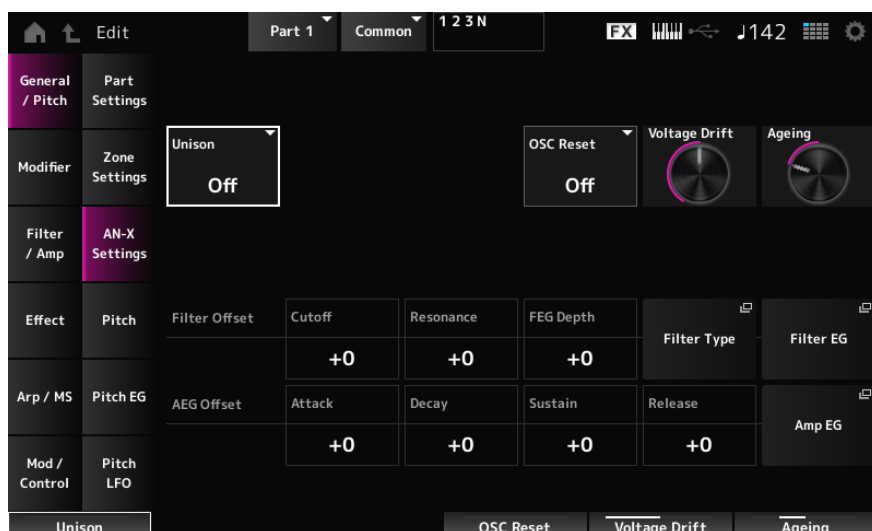 Edit
Part 1
Common
1 2 3 N
FX
♩142
General / Pitch
Part Settings
Modifier
Zone Settings
Filter / Amp
AN-X Settings
Effect
Pitch
Arp / MS
Pitch EG
Mod / Control
Pitch LFO
Unison
Off
OSC Reset
Off
Voltage Drift
Ageing
Filter Offset
Cutoff
+0
Resonance
+0
FEG Depth
+0
Filter Type
Filter EG
AEG Offset
Attack
+0
Decay
+0
Sustain
+0
Release
+0
Amp EG
Unison
OSC Reset
Voltage Drift
Ageing